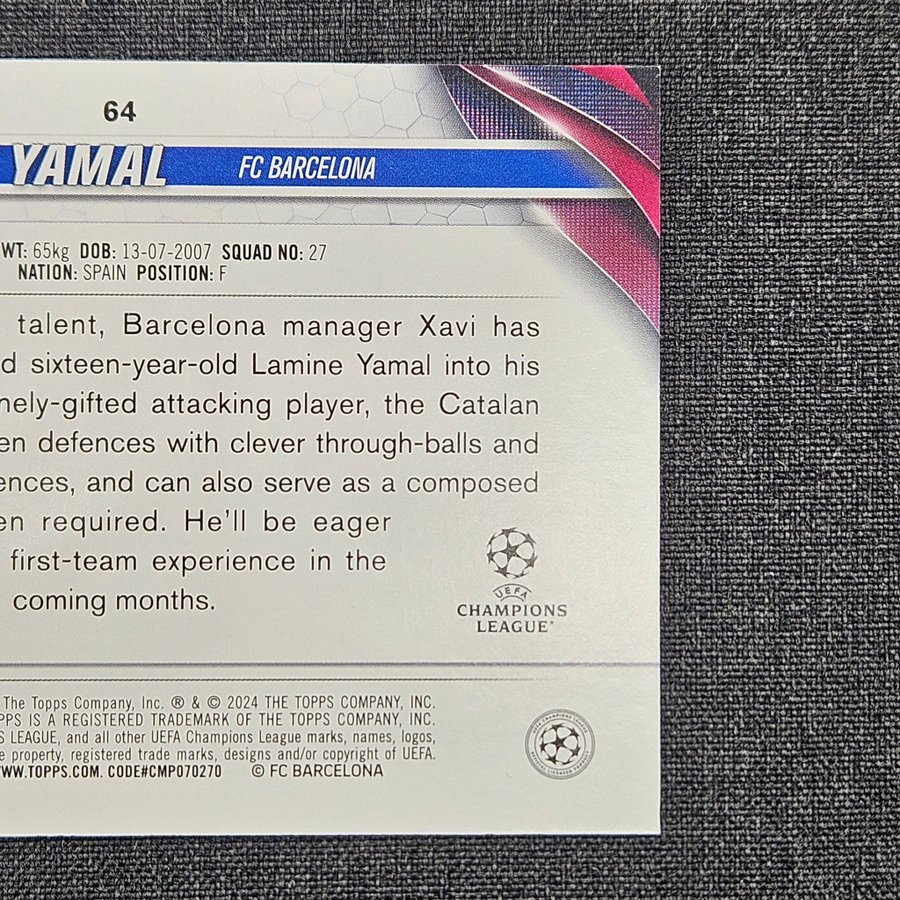 64
YAMAL FC BARCELONA
WT: 65kg DOB: 13-07-2007 SQUAD NO: 27
NATION: SPAIN POSITION: F
talent, Barcelona manager Xavi has
sixteen-year-old Lamine Yamal into his
attacking player, the Catalan
defences with clever through-balls and
and can also serve as a composed
required. He'll be eager
first-team experience in the
coming months.
UEFA
CHAMPIONS
LEAGUE
The Topps Company, Inc. ® & © 2024 THE TOPPS COMPANY, INC.
IS A REGISTERED TRADEMARK OF THE TOPPS COMPANY, INC.
LEAGUE, and all other UEFA Champions League marks, names, logos,
property, registered trade marks, designs and/or copyright of UEFA.
WWW.TOPPS.COM. CODE#CMP070270 © FC BARCELONA